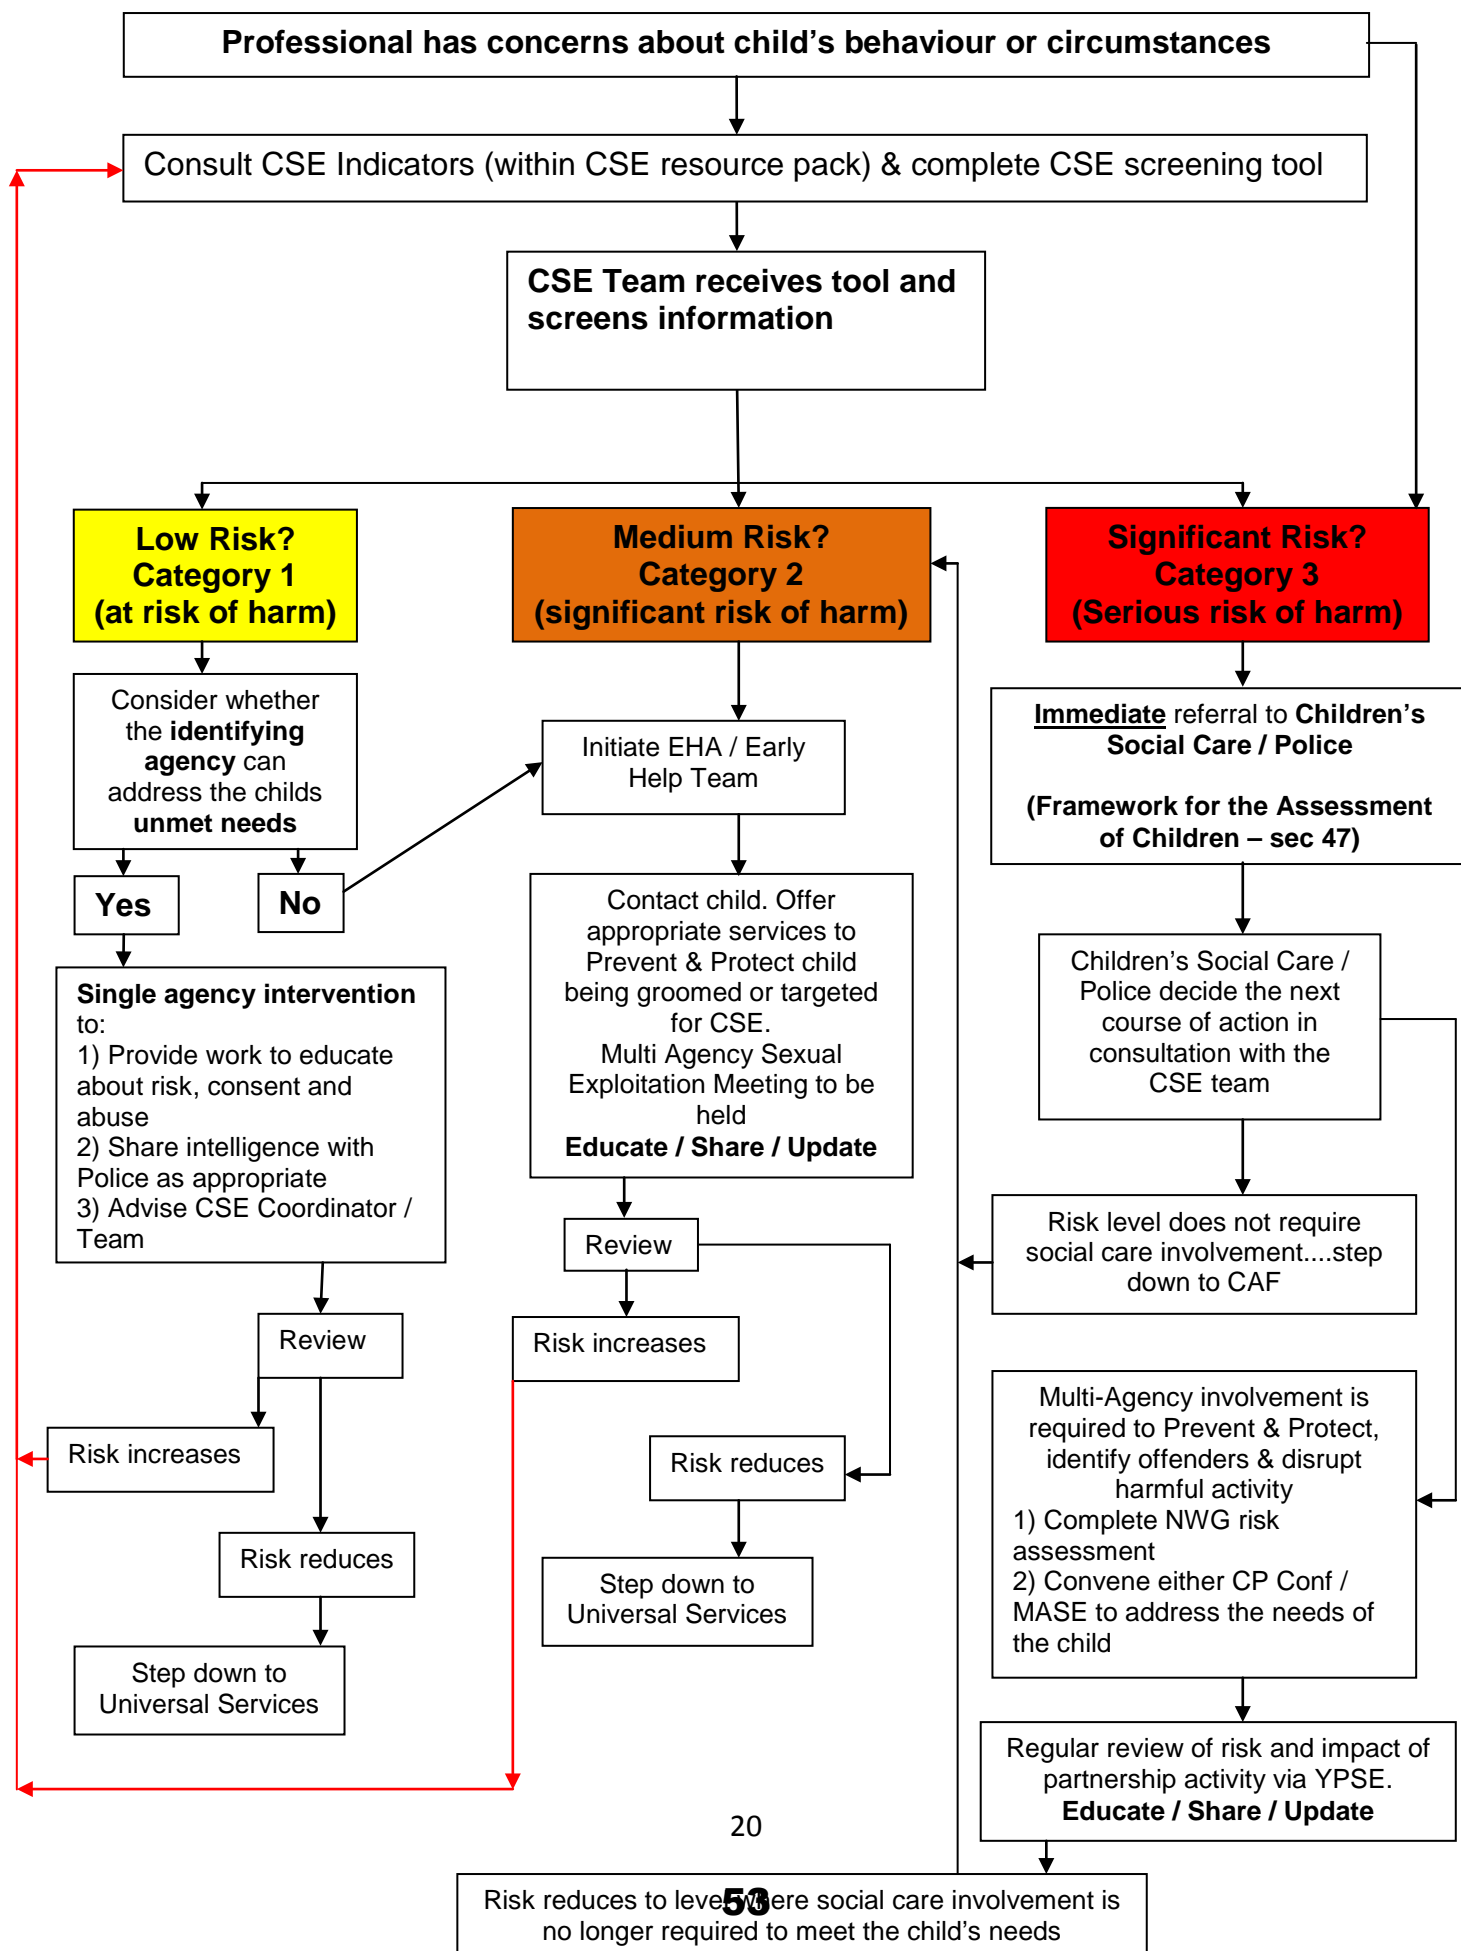 Professional has concerns about child’s behaviour or circumstances
Consult CSE Indicators (within CSE resource pack) & complete CSE screening tool
CSE Team receives tool and
screens information
Low Risk?
Category 1
(at risk of harm)
Medium Risk?
Category 2
(significant risk of harm)
Significant Risk?
Category 3
(Serious risk of harm)
Consider whether
the identifying
agency can
address the childs
unmet needs
Yes
No
Single agency intervention
to:
1) Provide work to educate
about risk, consent and
abuse
2) Share intelligence with
Police as appropriate
3) Advise CSE Coordinator /
Team
Review
Risk increases
Risk reduces
Step down to
Universal Services
Initiate EHA / Early
Help Team
Contact child. Offer
appropriate services to
Prevent & Protect child
being groomed or targeted
for CSE.
Multi Agency Sexual
Exploitation Meeting to be
held
Educate / Share / Update
Review
Risk increases
Risk reduces
Step down to
Universal Services
Immediate referral to Children’s
Social Care / Police
(Framework for the Assessment
of Children – sec 47)
Children’s Social Care /
Police decide the next
course of action in
consultation with the
CSE team
Risk level does not require
social care involvement....step
down to CAF
Multi-Agency involvement is
required to Prevent & Protect,
identify offenders & disrupt
harmful activity
1) Complete NWG risk
assessment
2) Convene either CP Conf /
MASE to address the needs of
the child
Regular review of risk and impact of
partnership activity via YPSE.
Educate / Share / Update
20
Risk reduces to level where social care involvement is
no longer required to meet the child’s needs
53